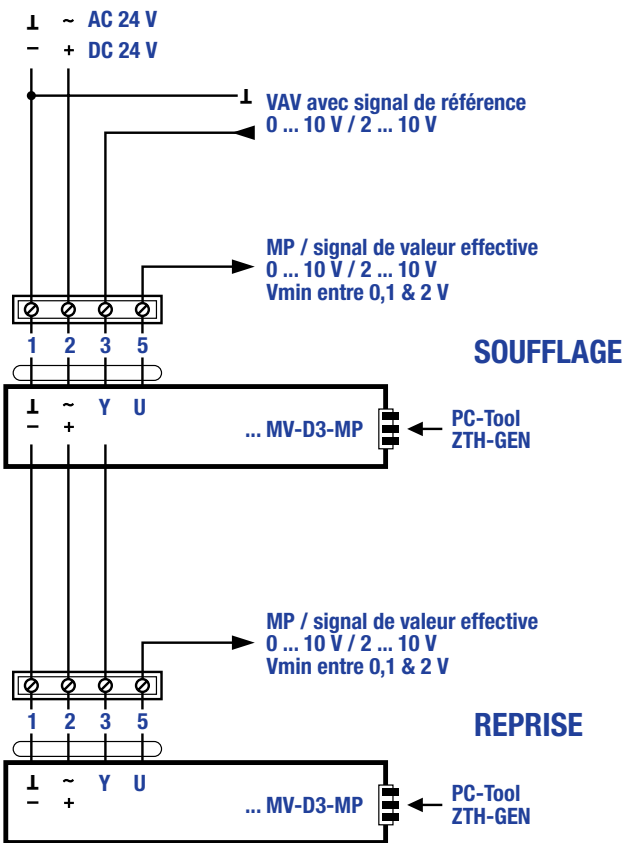 ⊥ ~ AC 24 V
– + DC 24 V
⊥ VAV avec signal de référence
0 ... 10 V / 2 ... 10 V
MP / signal de valeur effective
0 ... 10 V / 2 ... 10 V
Vmin entre 0,1 & 2 V
1 2 3 5
SOUFFLAGE
⊥ ~ Y U
– +
... MV-D3-MP
PC-Tool
ZTH-GEN
MP / signal de valeur effective
0 ... 10 V / 2 ... 10 V
Vmin entre 0,1 & 2 V
1 2 3 5
REPRISE
⊥ ~ Y U
– +
... MV-D3-MP
PC-Tool
ZTH-GEN